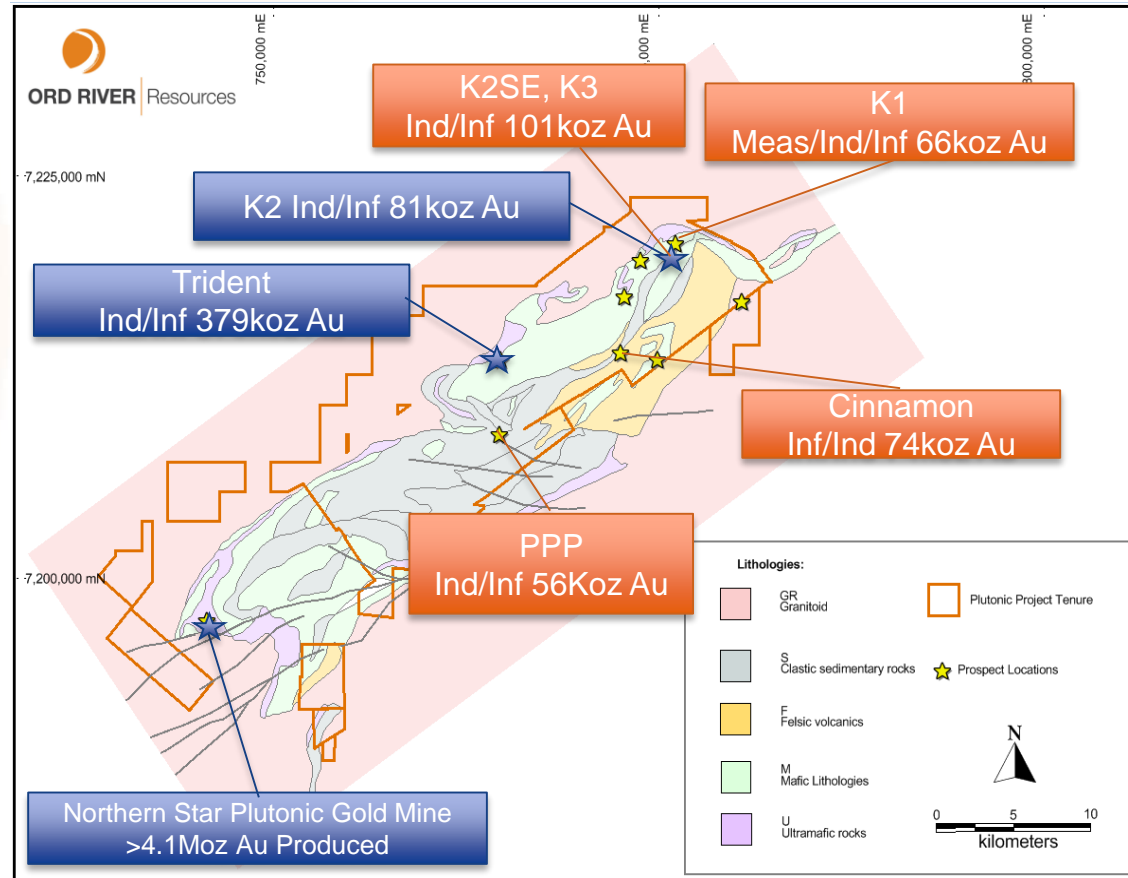 ORD RIVER Resources
750,000 mE
,000 mE
800,000 mE
7,225,000 mN
7,200,000 mN
K2SE, K3
Ind/Inf 101koz Au
K1
Meas/Ind/Inf 66koz Au
K2 Ind/Inf 81koz Au
Trident
Ind/Inf 379koz Au
Cinnamon
Inf/Ind 74koz Au
PPP
Ind/Inf 56Koz Au
Northern Star Plutonic Gold Mine
>4.1Moz Au Produced
Lithologies:
GR
Granitoid
S
Clastic sedimentary rocks
F
Felsic volcanics
M
Mafic Lithologies
U
Ultramafic rocks
Plutonic Project Tenure
Prospect Locations
N
0 5 10
kilometers